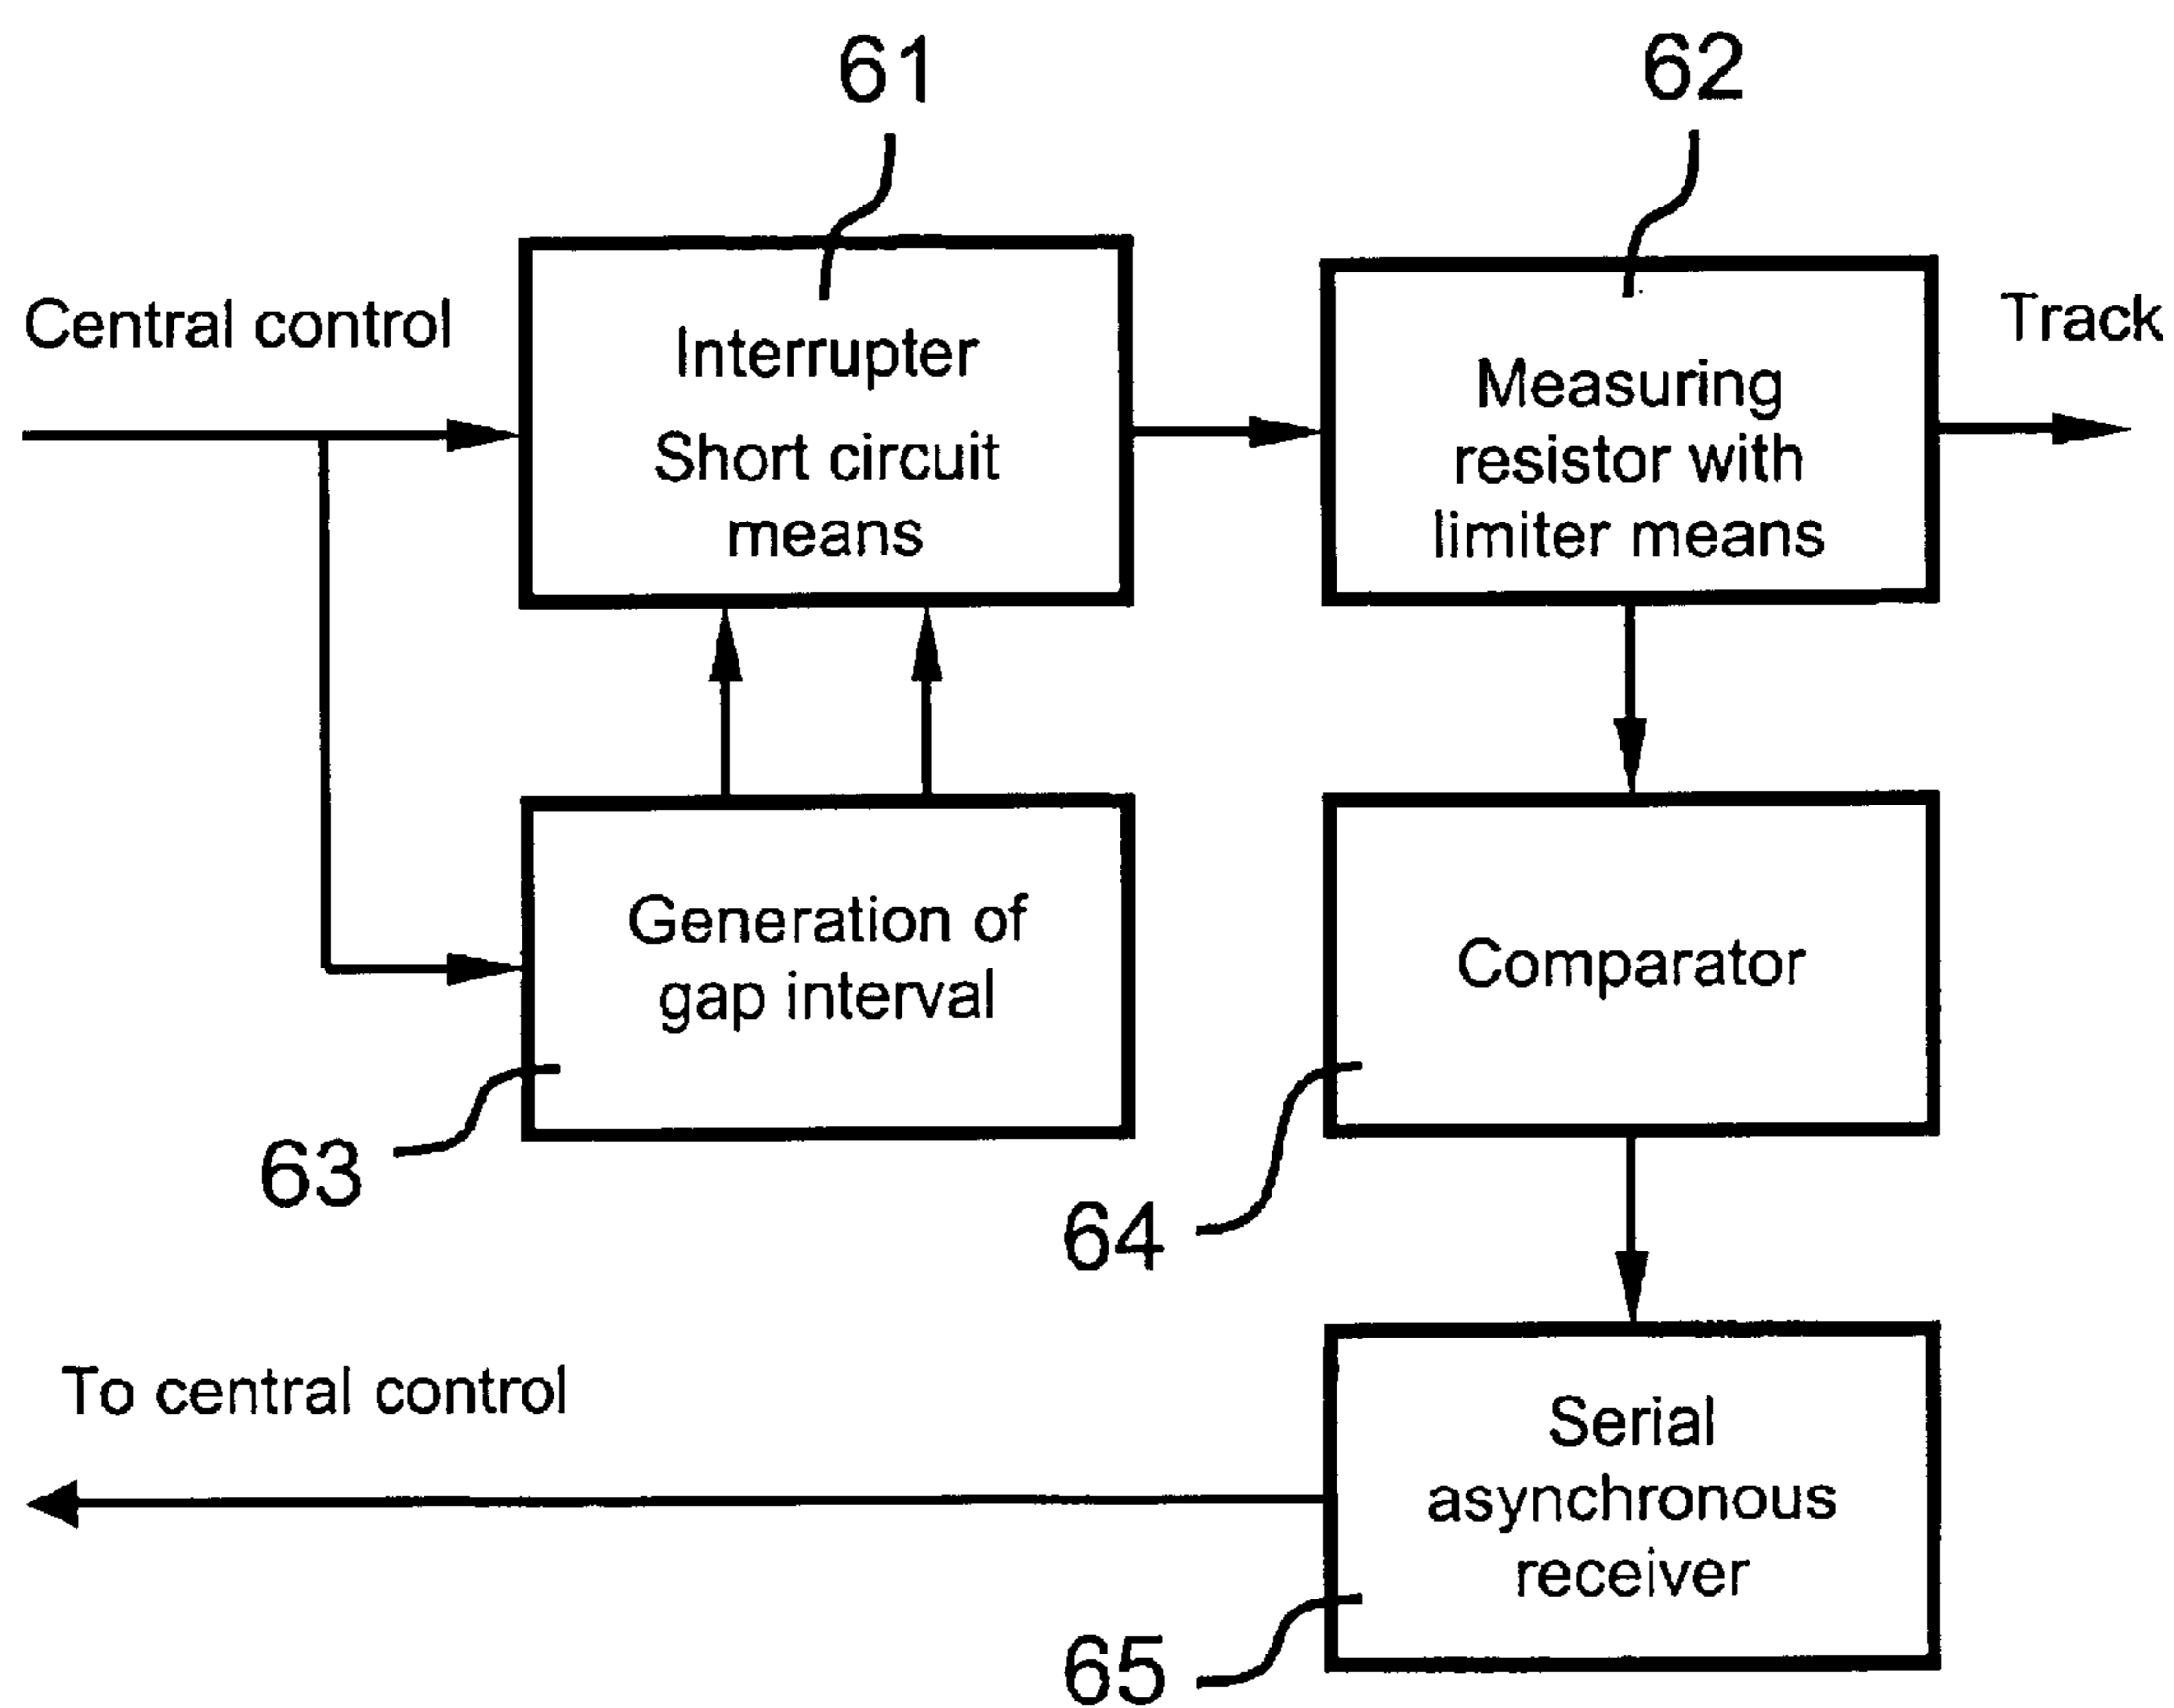 61
62
Central control
Interrupter
Short circuit
means
Measuring
resistor with
limiter means
Track
Generation of
gap interval
63
Comparator
64
To central control
Serial
asynchronous
receiver
65